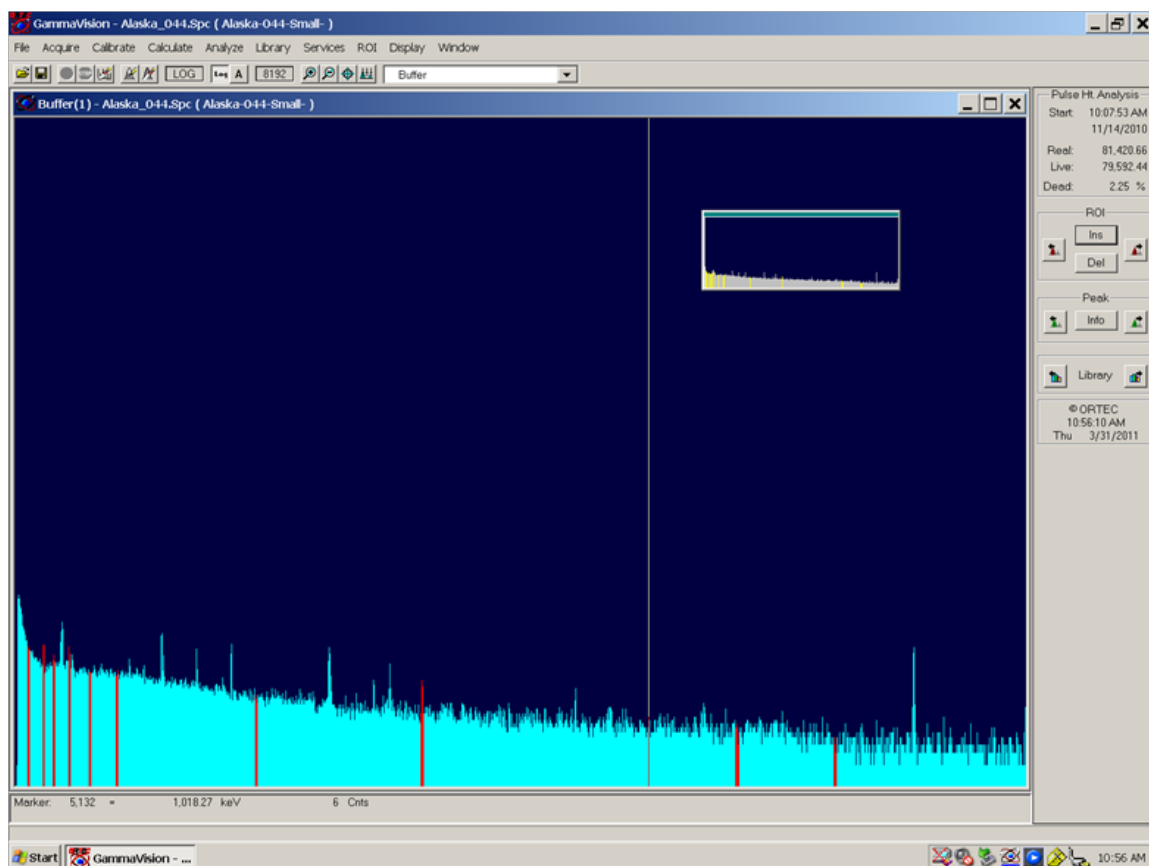 GammaVision - Alaska_044.Spc ( Alaska-044-Small- )
File Acquire Calibrate Calculate Analyze Library Services ROI Display Window
LOG Log A 8192 Buffer
Buffer(1) - Alaska_044.Spc ( Alaska-044-Small- )
Pulse Ht. Analysis
Start: 10:07:53 AM
11/14/2010
Real: 81,420.66
Live: 79,592.44
Dead: 2.25 %
ROI
Ins
Del
Peak
Info
Library
© ORTEC
10:56:10 AM
Thu 3/31/2011
Marker: 5,132 = 1,018.27 keV 6 Cnts
Start GammaVision - ... 10:56 AM